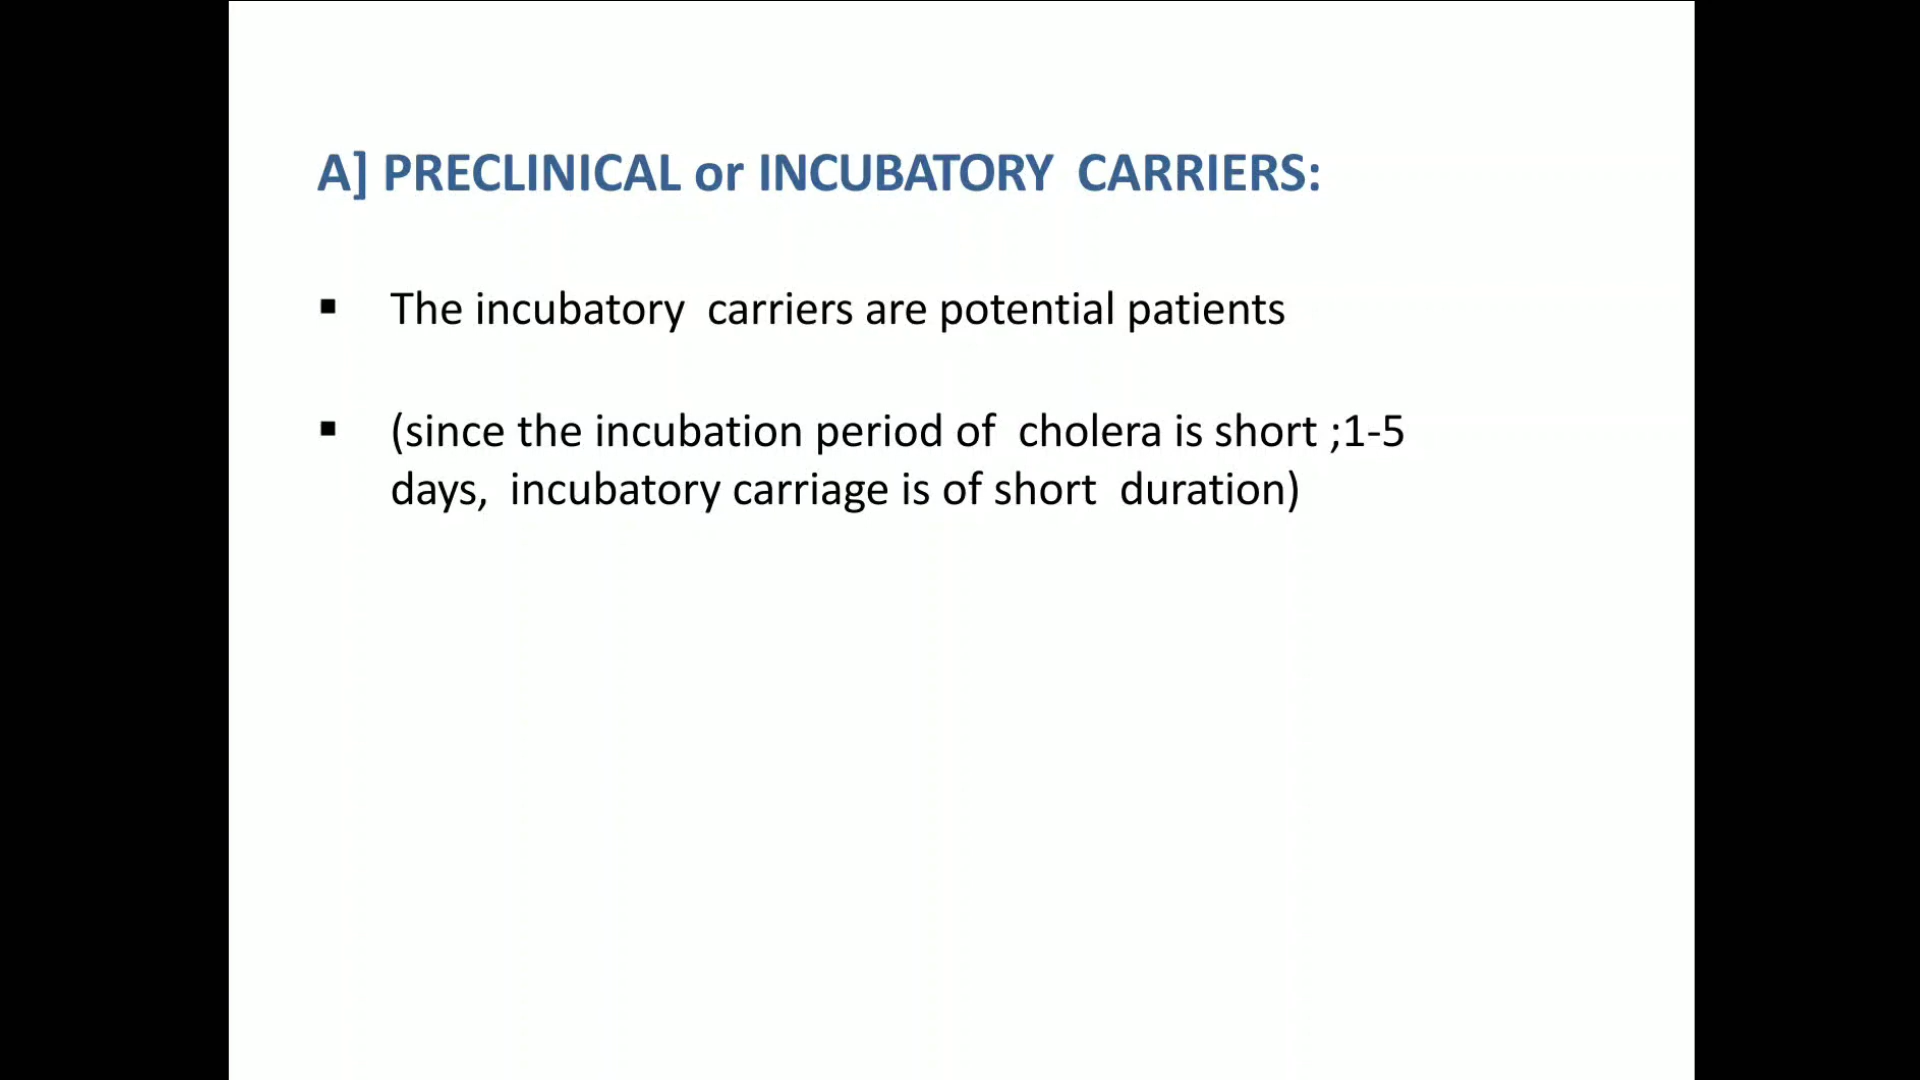 A] PRECLINICAL or INCUBATORY CARRIERS:
▪ The incubatory carriers are potential patients
▪ (since the incubation period of cholera is short ;1-5
days, incubatory carriage is of short duration)